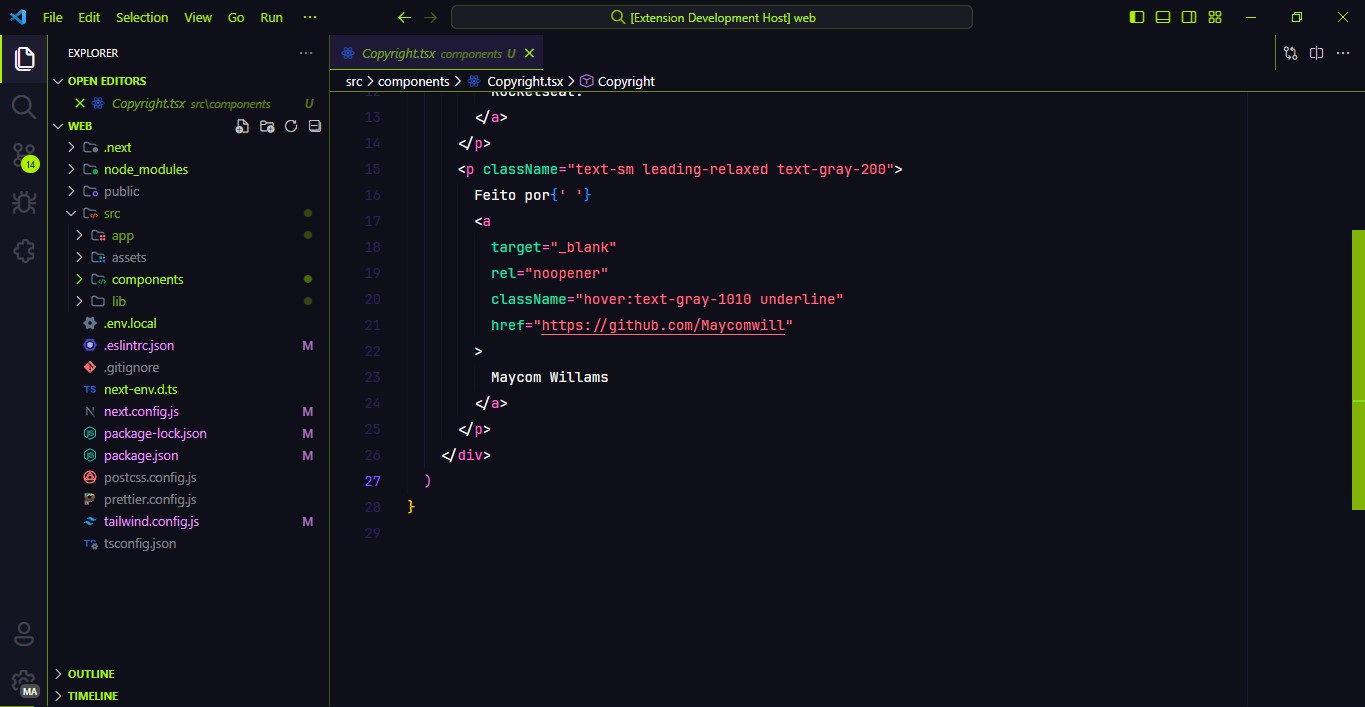 File Edit Selection View Go Run ···
[Extension Development Host] web
EXPLORER
OPEN EDITORS
Copyright.tsx src\components U
WEB
.next
node_modules
public
src
app
assets
components
lib
.env.local
.eslintrc.json M
.gitignore
TS next-env.d.ts
next.config.js M
package-lock.json M
package.json M
postcss.config.js
prettier.config.js
tailwind.config.js M
TS tsconfig.json
OUTLINE
TIMELINE
14
MA
Copyright.tsx components U
src > components > Copyright.tsx > Copyright
12 Rocketseat.
13 </a>
14 </p>
15 <p className="text-sm leading-relaxed text-gray-200">
16 Feito por{' '}
17 <a
18 target="_blank"
19 rel="noopener"
20 className="hover:text-gray-1010 underline"
21 href="https://github.com/Maycomwill"
22 >
23 Maycom Willams
24 </a>
25 </p>
26 </div>
27 )
28 }
29